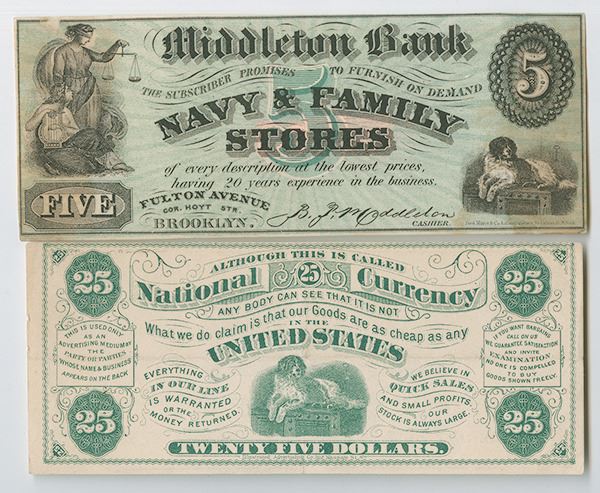 Middleton Bank
5
5
THE SUBSCRIBER PROMISES TO FURNISH ON DEMAND
NAVY & FAMILY
STORES
of every description at the lowest prices,
having 20 years experience in the business.
FIVE
FULTON AVENUE
COR. HOYT STR.
BROOKLYN.
B. J. Middleton
CASHIER.
ALTHOUGH THIS IS CALLED
25
National 25 Currency
25
ANY BODY CAN SEE THAT IT IS NOT
What we do claim is that our Goods are as cheap as any
IN THE
UNITED STATES
THIS IS USED ONLY
AS AN
ADVERTISING MEDIUM BY
THE
PARTY OR PARTIES
WHOSE NAME & BUSINESS
APPEARS ON THE BACK
IF YOU WANT BARGAINS
CALL ON US
WE GUARANTEE SATISFACTION
AND INVITE
EXAMINATION
NO ONE IS COMPELLED
TO BUY
GOODS SHOWN FREELY.
EVERYTHING
IN OUR LINE
IS WARRANTED
OR THE
MONEY RETURNED.
WE BELIEVE IN
QUICK SALES
AND SMALL PROFITS,
OUR
STOCK IS ALWAYS LARGE.
25
25
TWENTY FIVE DOLLARS.